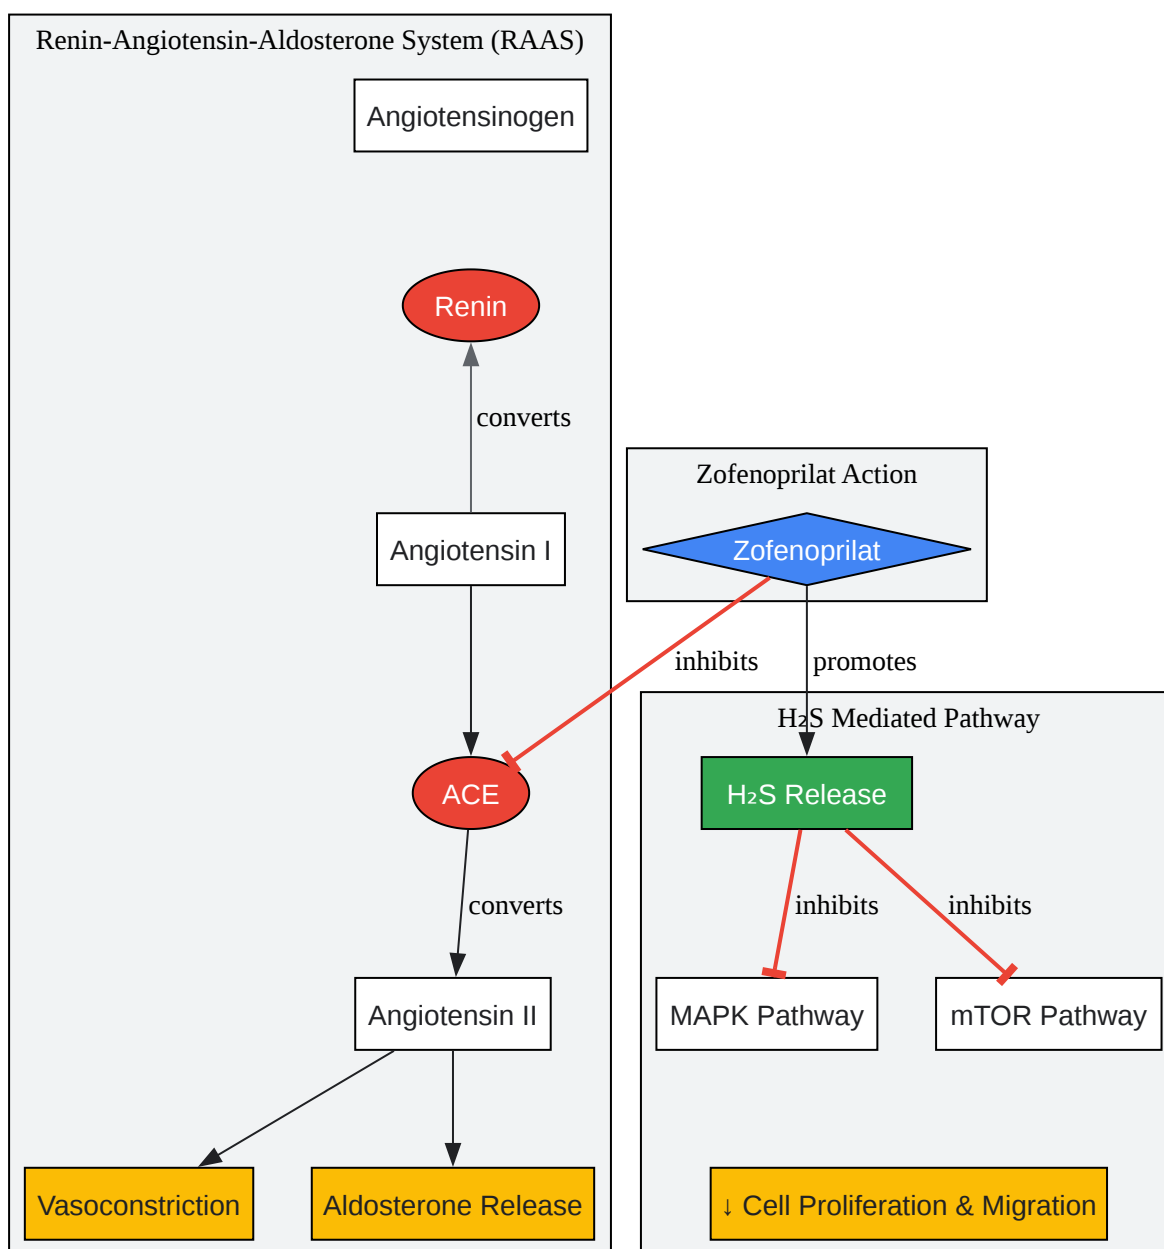 Renin-Angiotensin-Aldosterone System (RAAS)
Angiotensinogen
Renin
converts
Zofenoprilat Action
Angiotensin I
Zofenoprilat
inhibits
promotes
H₂S Mediated Pathway
ACE
H₂S Release
converts
inhibits
inhibits
Angiotensin II
MAPK Pathway
mTOR Pathway
Vasoconstriction
Aldosterone Release
↓ Cell Proliferation & Migration